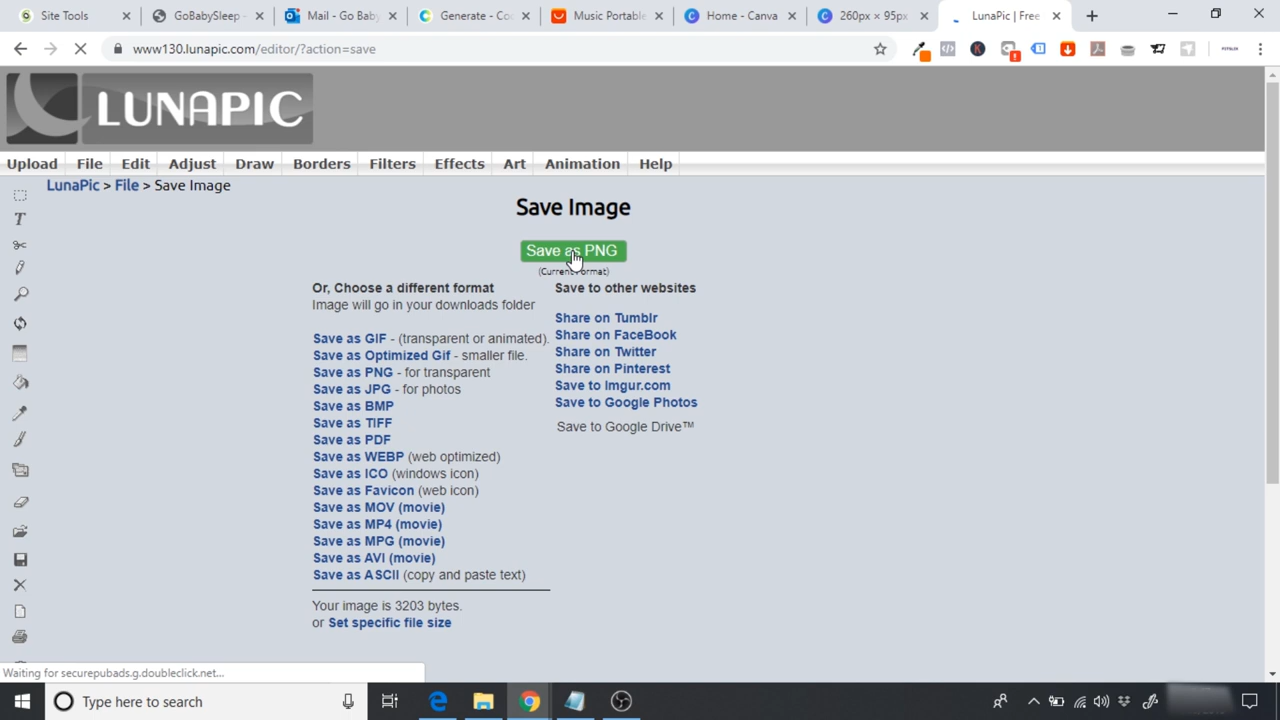 Site Tools
GoBabySleep -
Mail - Go Baby
Generate - Co
Music Portable
Home - Canva
260px × 95px
LunaPic | Free
www130.lunapic.com/editor/?action=save
LUNAPIC
Upload File Edit Adjust Draw Borders Filters Effects Art Animation Help
LunaPic > File > Save Image
Save Image
Save as PNG
(Current Format)
Or, Choose a different format
Image will go in your downloads folder
Save as GIF - (transparent or animated).
Save as Optimized Gif - smaller file.
Save as PNG - for transparent
Save as JPG - for photos
Save as BMP
Save as TIFF
Save as PDF
Save as WEBP (web optimized)
Save as ICO (windows icon)
Save as Favicon (web icon)
Save as MOV (movie)
Save as MP4 (movie)
Save as MPG (movie)
Save as AVI (movie)
Save as ASCII (copy and paste text)
Your image is 3203 bytes.
or Set specific file size
Save to other websites
Share on Tumblr
Share on FaceBook
Share on Twitter
Share on Pinterest
Save to Imgur.com
Save to Google Photos
Save to Google Drive™
Waiting for securepubads.g.doubleclick.net...
Type here to search